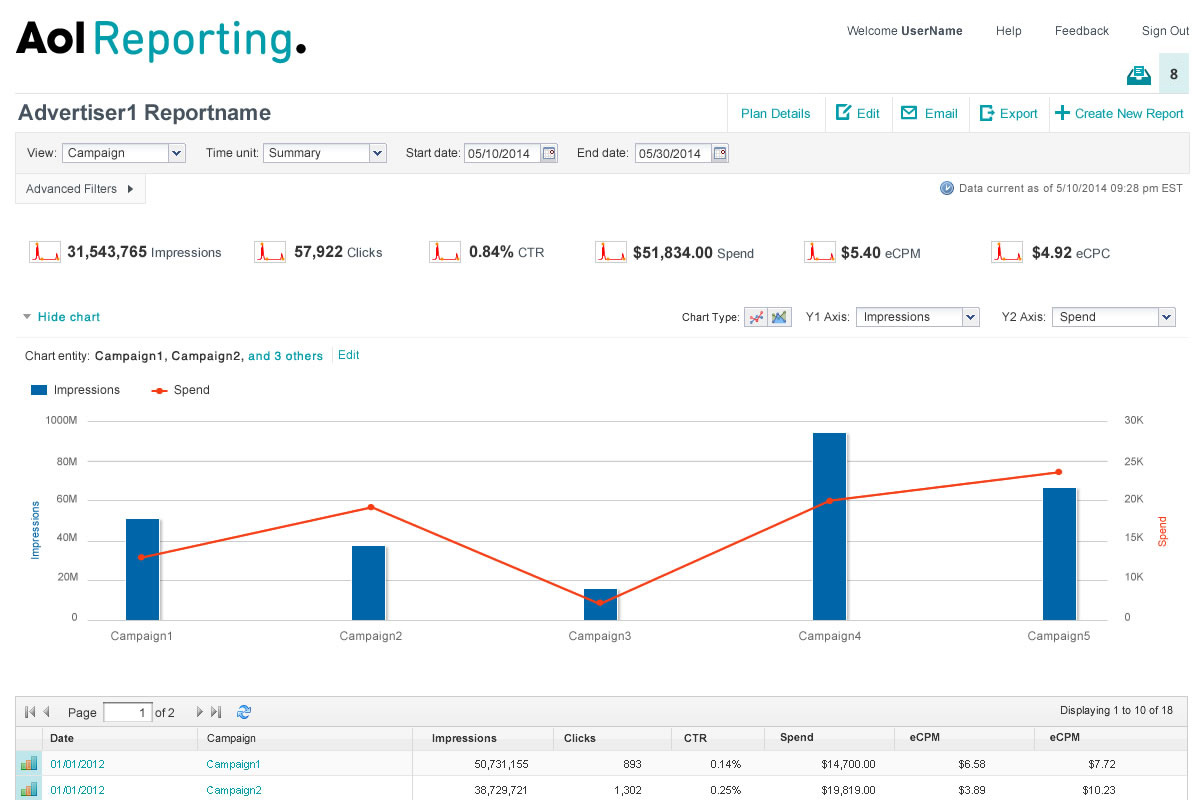 Aol Reporting.
Welcome UserName Help Feedback Sign Out
8
Advertiser1 Reportname
Plan Details Edit Email Export Create New Report
View: Campaign Time unit: Summary Start date: 05/10/2014 End date: 05/30/2014
Advanced Filters
Data current as of 5/10/2014 09:28 pm EST
31,543,765 Impressions 57,922 Clicks 0.84% CTR $51,834.00 Spend $5.40 eCPM $4.92 eCPC
Hide chart
Chart Type: Y1 Axis: Impressions Y2 Axis: Spend
Chart entity: Campaign1, Campaign2, and 3 others Edit
Impressions Spend
1000M 30K
80M 25K
60M 20K
40M 15K
20M 10K
0 0
Impressions
Spend
Campaign1 Campaign2 Campaign3 Campaign4 Campaign5
Page 1 of 2 Displaying 1 to 10 of 18
Date Campaign Impressions Clicks CTR Spend eCPM eCPM
01/01/2012 Campaign1 50,731,155 893 0.14% $14,700.00 $6.58 $7.72
01/01/2012 Campaign2 38,729,721 1,302 0.25% $19,819.00 $3.89 $10.23